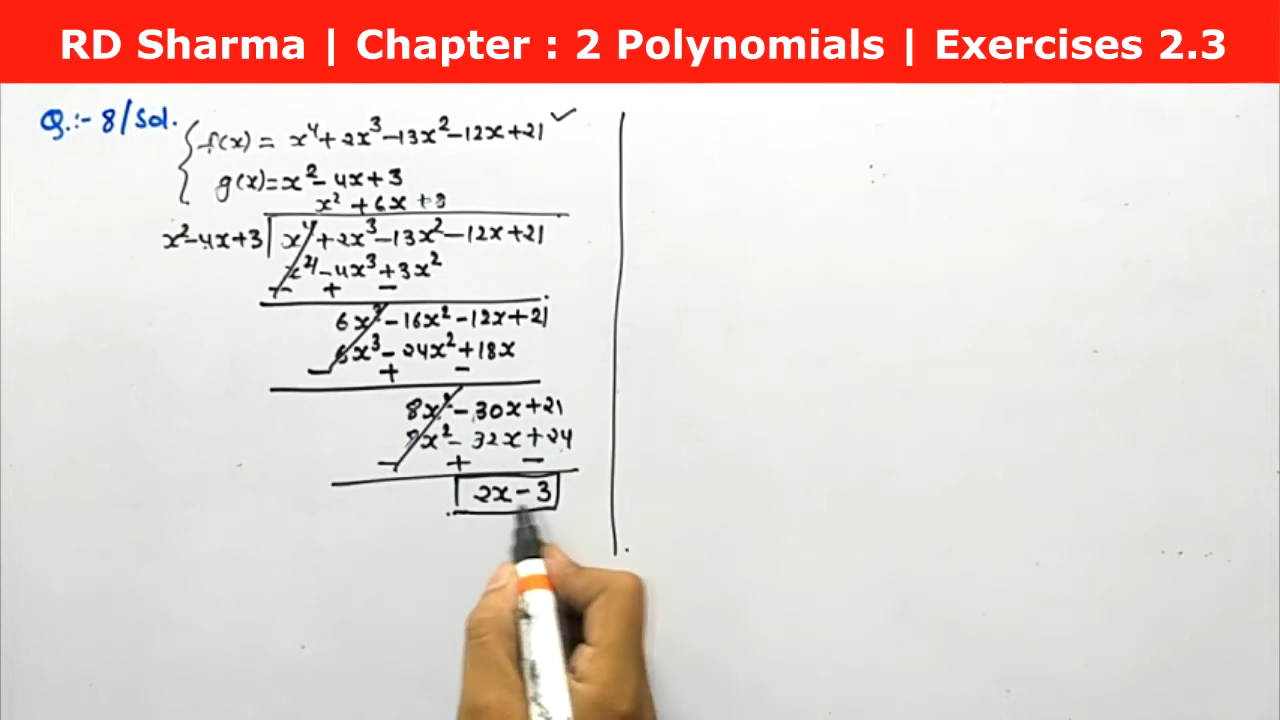 RD Sharma | Chapter : 2 Polynomials | Exercises 2.3
Q.:- 8/Sol.
f(x) = x⁴ + 2x³ - 13x² - 12x + 21 ✓
g(x) = x² - 4x + 3
x² + 6x + 8
x² - 4x + 3 | x⁴ + 2x³ - 13x² - 12x + 21
x⁴ - 4x³ + 3x²
- + -
6x³ - 16x² - 12x + 21
6x³ - 24x² + 18x
- + -
8x² - 30x + 21
8x² - 32x + 24
- + -
2x - 3